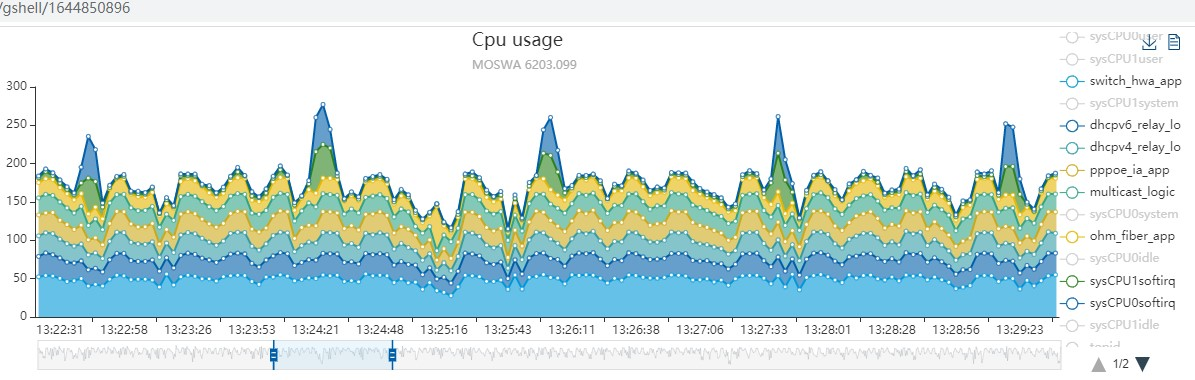 /gshell/1644850896
Cpu usage
MOSWA 6203.099
300
250
200
150
100
50
0
13:22:31 13:22:58 13:23:26 13:23:53 13:24:21 13:24:48 13:25:16 13:25:43 13:26:11 13:26:38 13:27:06 13:27:33 13:28:01 13:28:28 13:28:56 13:29:23
sysCPU0user
sysCPU1user
switch_hwa_app
sysCPU1system
dhcpv6_relay_lo
dhcpv4_relay_lo
pppoe_ia_app
multicast_logic
sysCPU0system
ohm_fiber_app
sysCPU0idle
sysCPU1softirq
sysCPU0softirq
sysCPU1idle
1/2